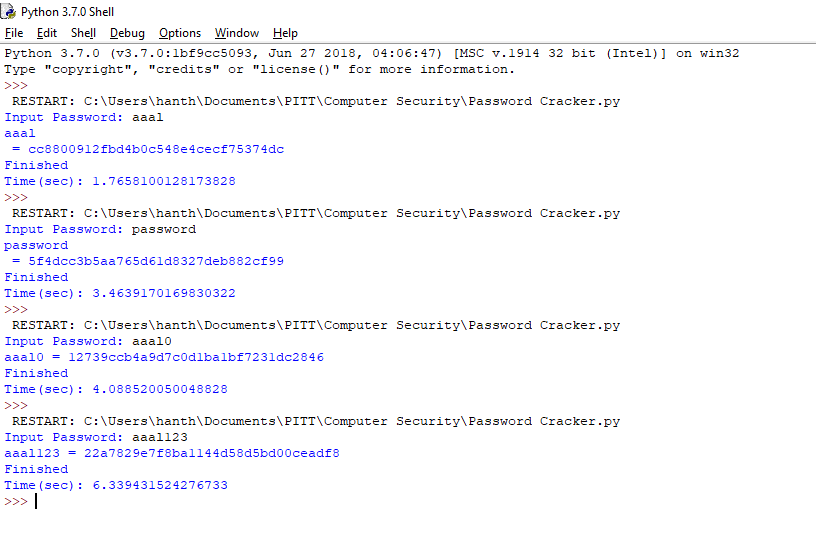 Python 3.7.0 Shell
File Edit Shell Debug Options Window Help
Python 3.7.0 (v3.7.0:1bf9cc5093, Jun 27 2018, 04:06:47) [MSC v.1914 32 bit (Intel)] on win32
Type "copyright", "credits" or "license()" for more information.
>>>
RESTART: C:\Users\hanth\Documents\PITT\Computer Security\Password Cracker.py
Input Password: aaal
aaal
= cc8800912fbd4b0c548e4cecf75374dc
Finished
Time(sec): 1.7658100128173828
>>>
RESTART: C:\Users\hanth\Documents\PITT\Computer Security\Password Cracker.py
Input Password: password
password
= 5f4dcc3b5aa765d61d8327deb882cf99
Finished
Time(sec): 3.4639170169830322
>>>
RESTART: C:\Users\hanth\Documents\PITT\Computer Security\Password Cracker.py
Input Password: aaal0
aaal0 = 12739ccb4a9d7c0d1ba1bf7231dc2846
Finished
Time(sec): 4.088520050048828
>>>
RESTART: C:\Users\hanth\Documents\PITT\Computer Security\Password Cracker.py
Input Password: aaal123
aaal123 = 22a7829e7f8ba1144d58d5bd00ceadf8
Finished
Time(sec): 6.339431524276733
>>>